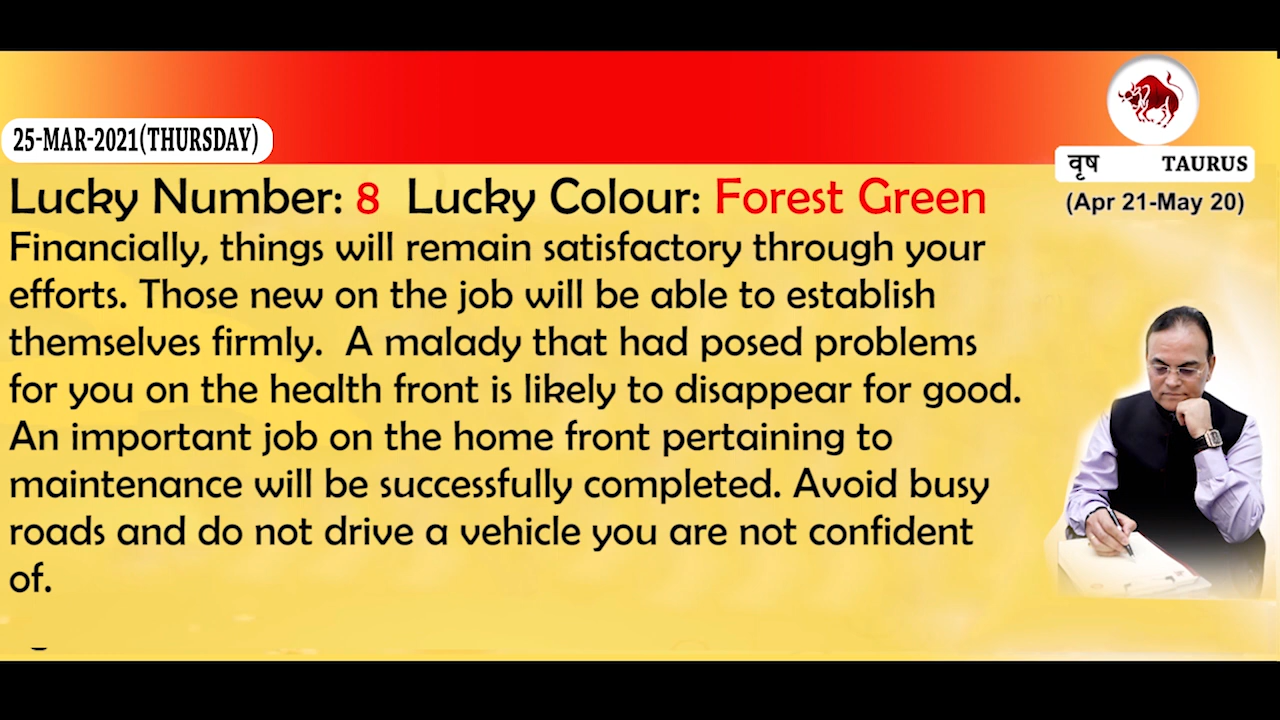 25-MAR-2021(THURSDAY)
वृष TAURUS
(Apr 21-May 20)
Lucky Number: 8 Lucky Colour: Forest Green
Financially, things will remain satisfactory through your
efforts. Those new on the job will be able to establish
themselves firmly. A malady that had posed problems
for you on the health front is likely to disappear for good.
An important job on the home front pertaining to
maintenance will be successfully completed. Avoid busy
roads and do not drive a vehicle you are not confident
of.